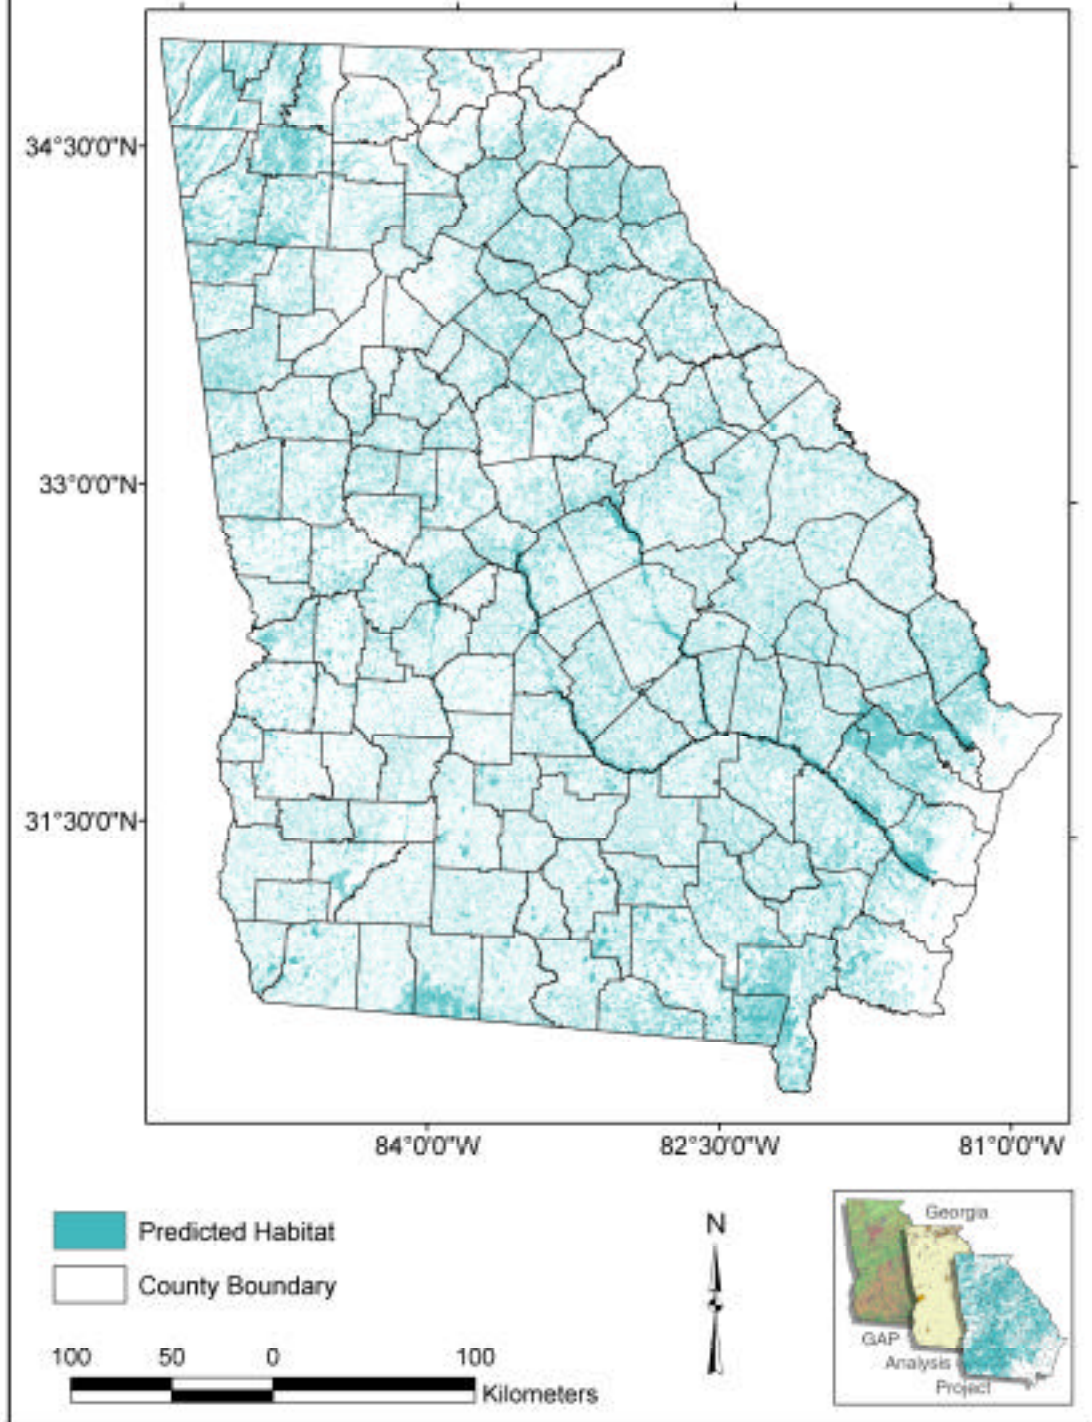 34°30'0"N
33°0'0"N
31°30'0"N
84°0'0"W 82°30'0"W 81°0'0"W
Predicted Habitat
County Boundary
N
100 50 0 100
Kilometers
Georgia
GAP
Analysis
Project